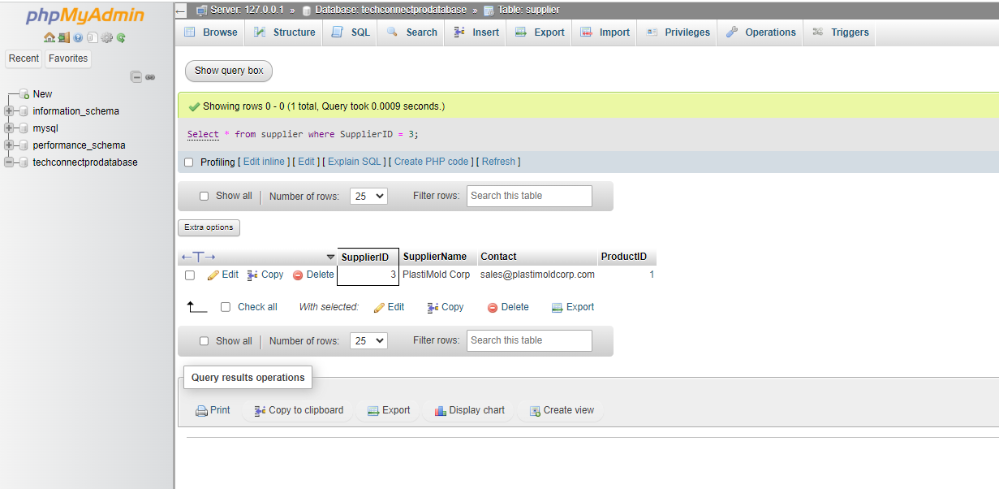 phpMyAdmin
Recent Favorites
New
information_schema
mysql
performance_schema
techconnectprodatabase
Server: 127.0.0.1 » Database: techconnectprodatabase » Table: supplier
Browse Structure SQL Search Insert Export Import Privileges Operations Triggers
Show query box
Showing rows 0 - 0 (1 total, Query took 0.0009 seconds.)
Select * from supplier where SupplierID = 3;
Profiling [ Edit inline ] [ Edit ] [ Explain SQL ] [ Create PHP code ] [ Refresh ]
Show all | Number of rows: 25 Filter rows: Search this table
Extra options
←T→ SupplierID SupplierName Contact ProductID
Edit Copy Delete 3 PlastiMold Corp sales@plastimoldcorp.com 1
Check all With selected: Edit Copy Delete Export
Show all | Number of rows: 25 Filter rows: Search this table
Query results operations
Print Copy to clipboard Export Display chart Create view